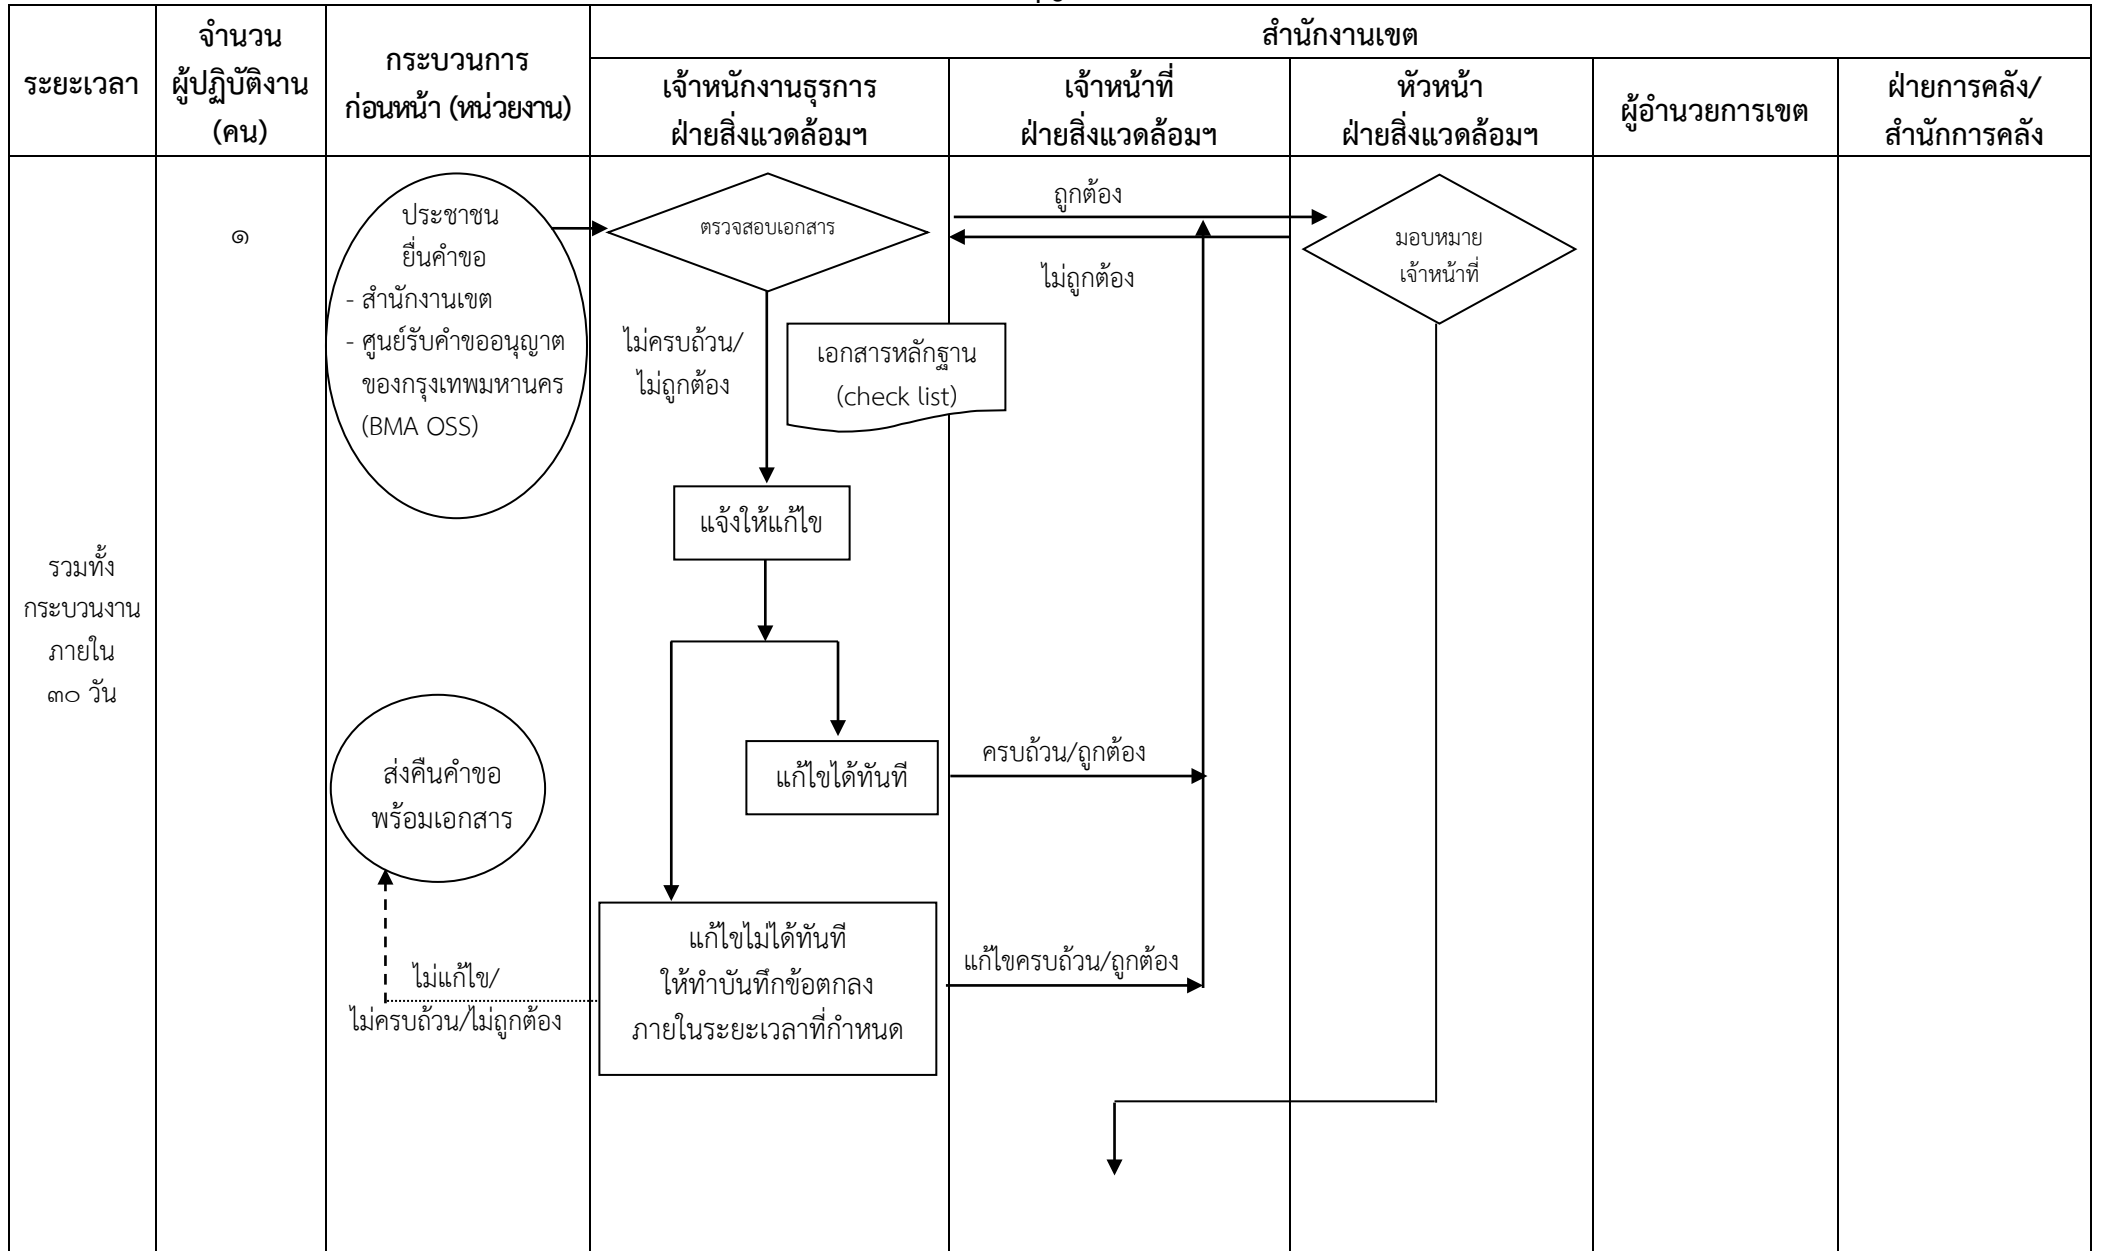 สำนักงานเขต
ระยะเวลา
จำนวน
ผู้ปฏิบัติงาน
(คน)
กระบวนการ
ก่อนหน้า (หน่วยงาน)
เจ้าหนักงานธุรการ
ฝ่ายสิ่งแวดล้อมฯ
เจ้าหน้าที่
ฝ่ายสิ่งแวดล้อมฯ
หัวหน้า
ฝ่ายสิ่งแวดล้อมฯ
ผู้อำนวยการเขต
ฝ่ายการคลัง/
สำนักการคลัง
รวมทั้ง
กระบวนงาน
ภายใน
๓๐ วัน
๑
ประชาชน
ยื่นคำขอ
- สำนักงานเขต
- ศูนย์รับคำขออนุญาต
ของกรุงเทพมหานคร
(BMA OSS)
ตรวจสอบเอกสาร
ถูกต้อง
ไม่ถูกต้อง
มอบหมาย
เจ้าหน้าที่
ไม่ครบถ้วน/
ไม่ถูกต้อง
เอกสารหลักฐาน
(check list)
แจ้งให้แก้ไข
ส่งคืนคำขอ
พร้อมเอกสาร
แก้ไขได้ทันที
ครบถ้วน/ถูกต้อง
แก้ไขไม่ได้ทันที
ให้ทำบันทึกข้อตกลง
ภายในระยะเวลาที่กำหนด
แก้ไขครบถ้วน/ถูกต้อง
ไม่แก้ไข/
ไม่ครบถ้วน/ไม่ถูกต้อง